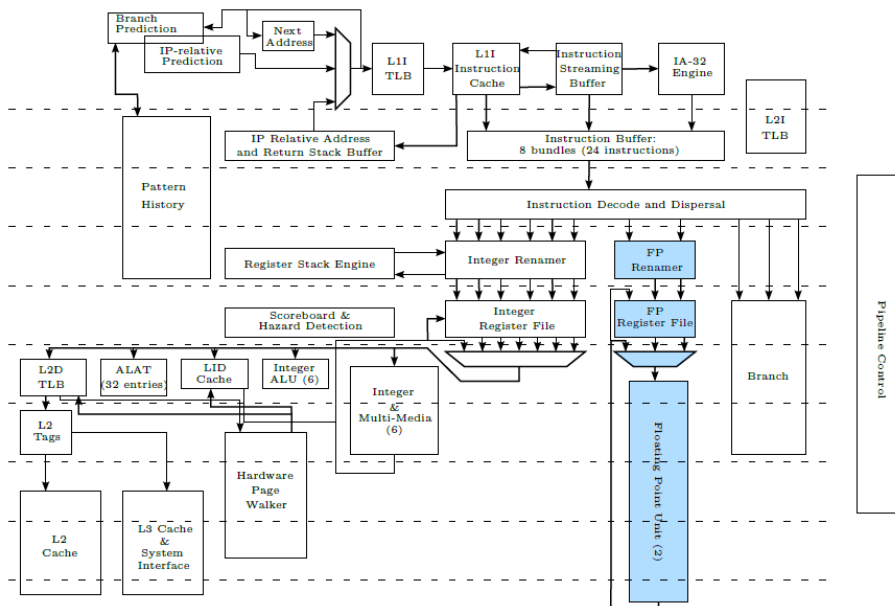 Branch
Prediction
IP-relative
Prediction
Next
Address
L1I
TLB
L1I
Instruction
Cache
Instruction
Streaming
Buffer
IA-32
Engine
L2I
TLB
IP Relative Address
and Return Stack Buffer
Instruction Buffer:
8 bundles (24 instructions)
Pattern
History
Instruction Decode and Dispersal
Register Stack Engine
Integer Renamer
FP
Renamer
Scoreboard &
Hazard Detection
Integer
Register File
FP
Register File
Branch
Pipeline Control
L2D
TLB
ALAT
(32 entries)
LID
Cache
Integer
ALU (6)
Integer
&
Multi-Media
(6)
Floating Point Unit (2)
L2
Tags
Hardware
Page
Walker
L2
Cache
L3 Cache
&
System
Interface